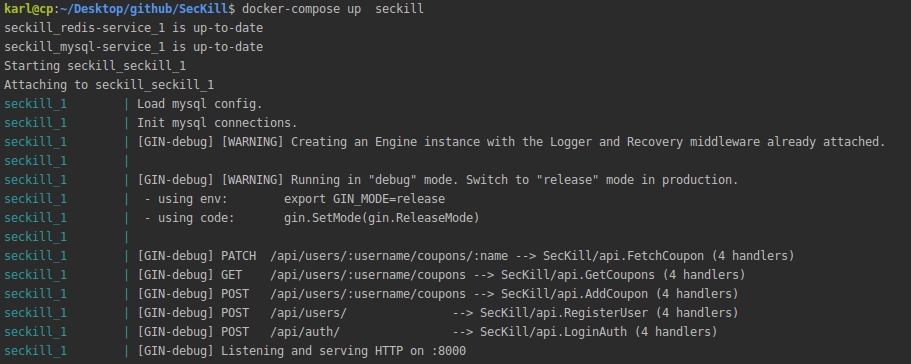 karl@cp:~/Desktop/github/SecKill$ docker-compose up  seckill
seckill_redis-service_1 is up-to-date
seckill_mysql-service_1 is up-to-date
Starting seckill_seckill_1
Attaching to seckill_seckill_1
seckill_1        | Load mysql config.
seckill_1        | Init mysql connections.
seckill_1        | [GIN-debug] [WARNING] Creating an Engine instance with the Logger and Recovery middleware already attached.
seckill_1        |
seckill_1        | [GIN-debug] [WARNING] Running in "debug" mode. Switch to "release" mode in production.
seckill_1        |  - using env:       export GIN_MODE=release
seckill_1        |  - using code:      gin.SetMode(gin.ReleaseMode)
seckill_1        |
seckill_1        | [GIN-debug] PATCH  /api/users/:username/coupons/:name --> SecKill/api.FetchCoupon (4 handlers)
seckill_1        | [GIN-debug] GET    /api/users/:username/coupons --> SecKill/api.GetCoupons (4 handlers)
seckill_1        | [GIN-debug] POST   /api/users/:username/coupons --> SecKill/api.AddCoupon (4 handlers)
seckill_1        | [GIN-debug] POST   /api/users/               --> SecKill/api.RegisterUser (4 handlers)
seckill_1        | [GIN-debug] POST   /api/auth/                --> SecKill/api.LoginAuth (4 handlers)
seckill_1        | [GIN-debug] Listening and serving HTTP on :8000